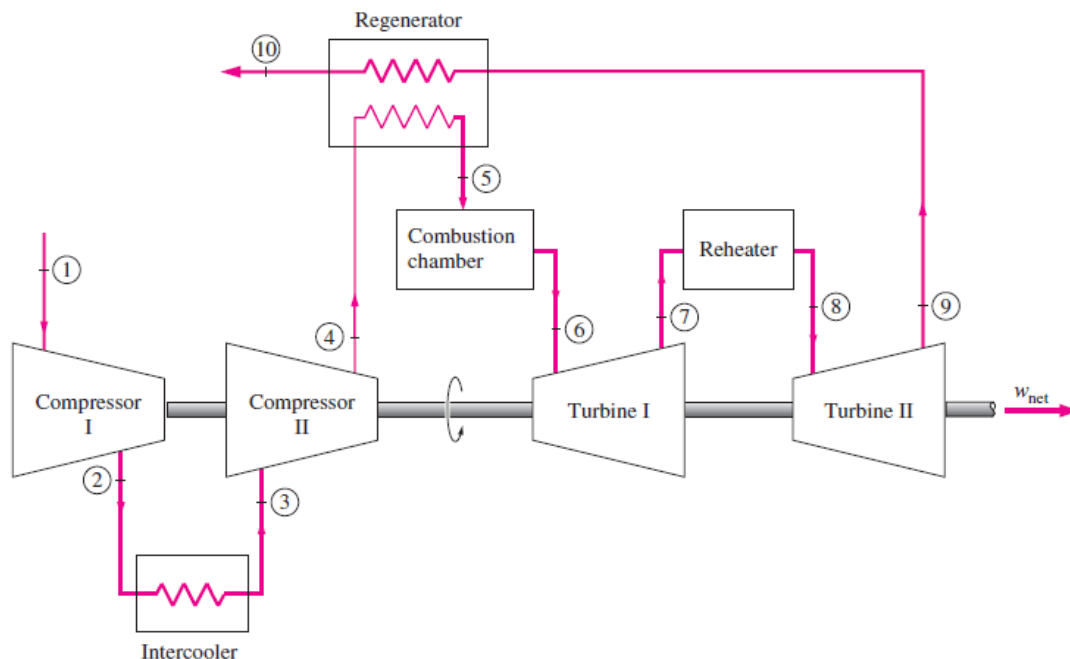 Regenerator
10
5
Combustion
chamber
Reheater
1
4
6
7
8
9
Compressor
I
Compressor
II
Turbine I
Turbine II
wnet
2
3
Intercooler